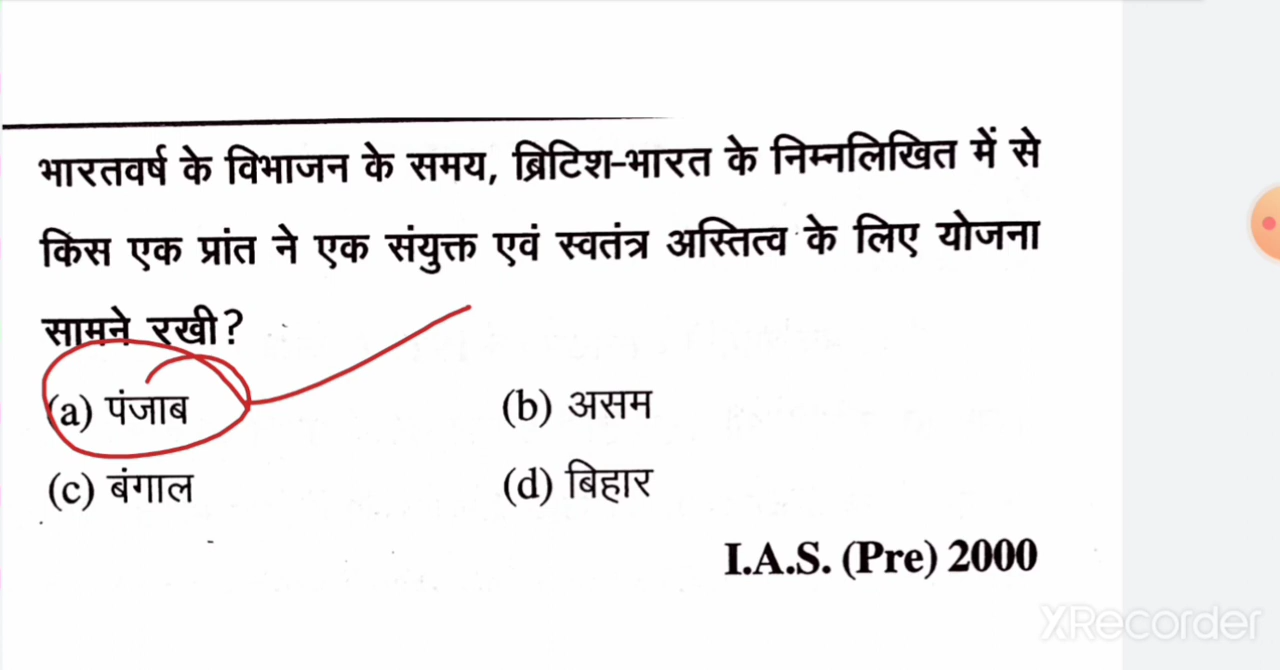 भारतवर्ष के विभाजन के समय, ब्रिटिश-भारत के निम्नलिखित में से
किस एक प्रांत ने एक संयुक्त एवं स्वतंत्र अस्तित्व के लिए योजना
सामने रखी?
(a) पंजाब (b) असम
(c) बंगाल (d) बिहार
I.A.S. (Pre) 2000
XRecorder